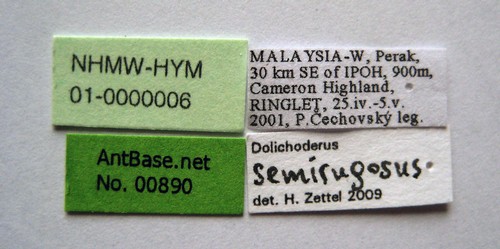 NHMW-HYM
01-0000006
MALAYSIA-W, Perak,
30 km SE of IPOH, 900m,
Cameron Highland,
RINGLET, 25.iv.-5.v.
2001, P.Čechovský leg.
AntBase.net
No. 00890
Dolichoderus
semirugosus
det. H. Zettel 2009